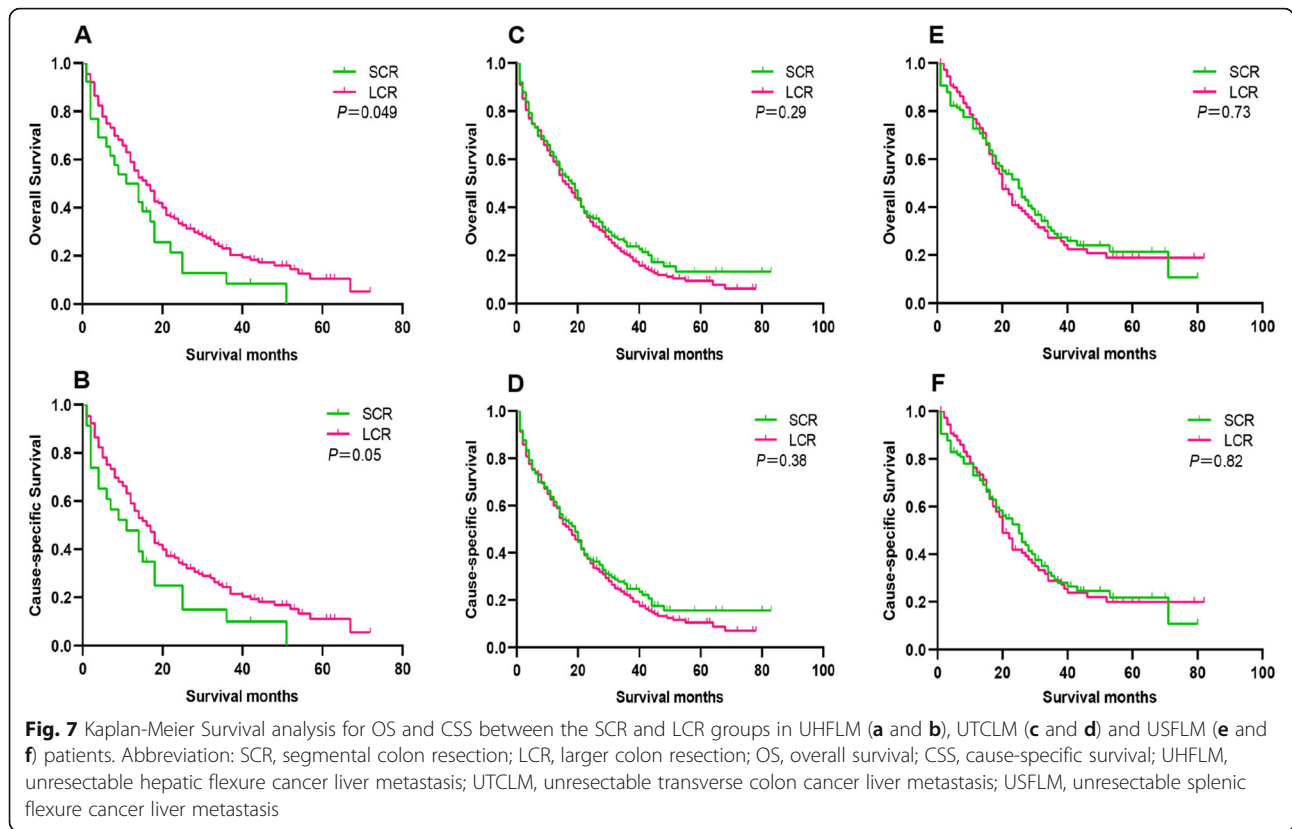 A
1.0
0.8
0.6
0.4
0.2
0.0
Overall Survival
0
20
40
60
80
Survival months
SCR
LCR
P=0.049
C
1.0
0.8
0.6
0.4
0.2
0.0
Overall Survival
0
20
40
60
80
100
Survival months
SCR
LCR
P=0.29
E
1.0
0.8
0.6
0.4
0.2
0.0
Overall Survival
0
20
40
60
80
100
Survival months
SCR
LCR
P=0.73
B
1.0
0.8
0.6
0.4
0.2
0.0
Cause-specific Survival
0
20
40
60
80
Survival months
SCR
LCR
P=0.05
D
1.0
0.8
0.6
0.4
0.2
0.0
Cause-specific Survival
0
20
40
60
80
100
Survival months
SCR
LCR
P=0.38
F
1.0
0.8
0.6
0.4
0.2
0.0
Cause-specific Survival
0
20
40
60
80
100
Survival months
SCR
LCR
P=0.82
Fig. 7 Kaplan-Meier Survival analysis for OS and CSS between the SCR and LCR groups in UHFLM (a and b), UTCLM (c and d) and USFLM (e and
f) patients. Abbreviation: SCR, segmental colon resection; LCR, larger colon resection; OS, overall survival; CSS, cause-specific survival; UHFLM,
unresectable hepatic flexure cancer liver metastasis; UTCLM, unresectable transverse colon cancer liver metastasis; USFLM, unresectable splenic
flexure cancer liver metastasis